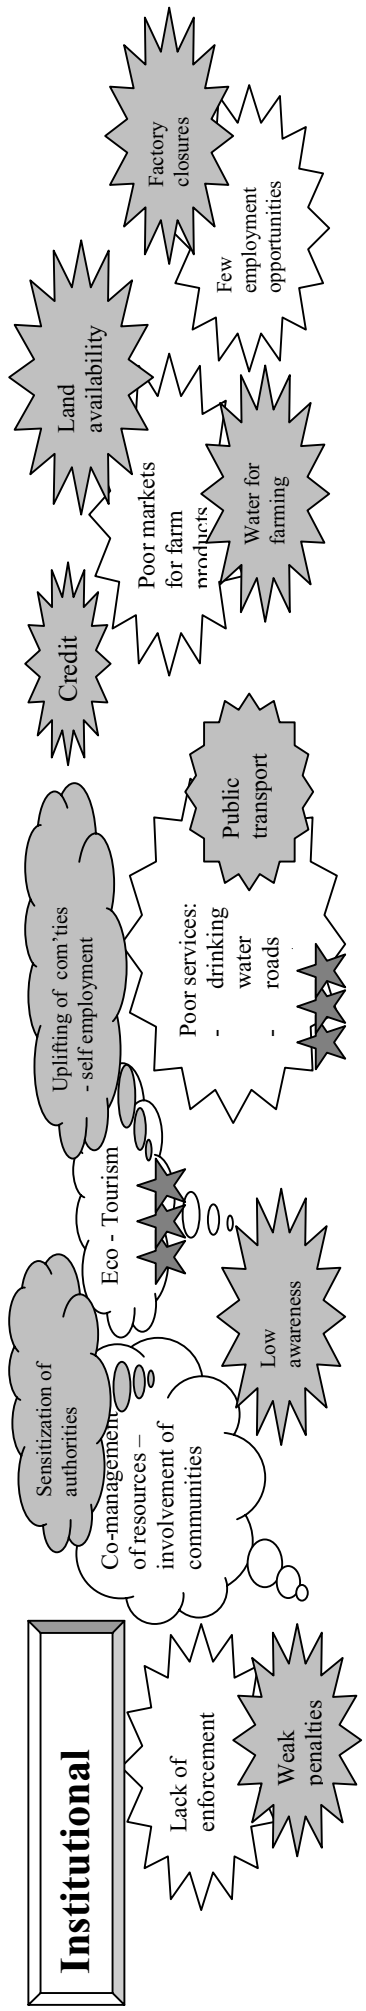 Institutional
Lack of
enforcement
Weak
penalties
Sensitization of
authorities
Co-management
of resources –
involvement of
communities
Eco - Tourism
Low
awareness
Uplifting of com'ties
- self employment
Poor services:
- drinking
water
- roads
Public
transport
Credit
Poor markets
for farm
products
Land
availability
Water for
farming
Few
employment
opportunities
Factory
closures